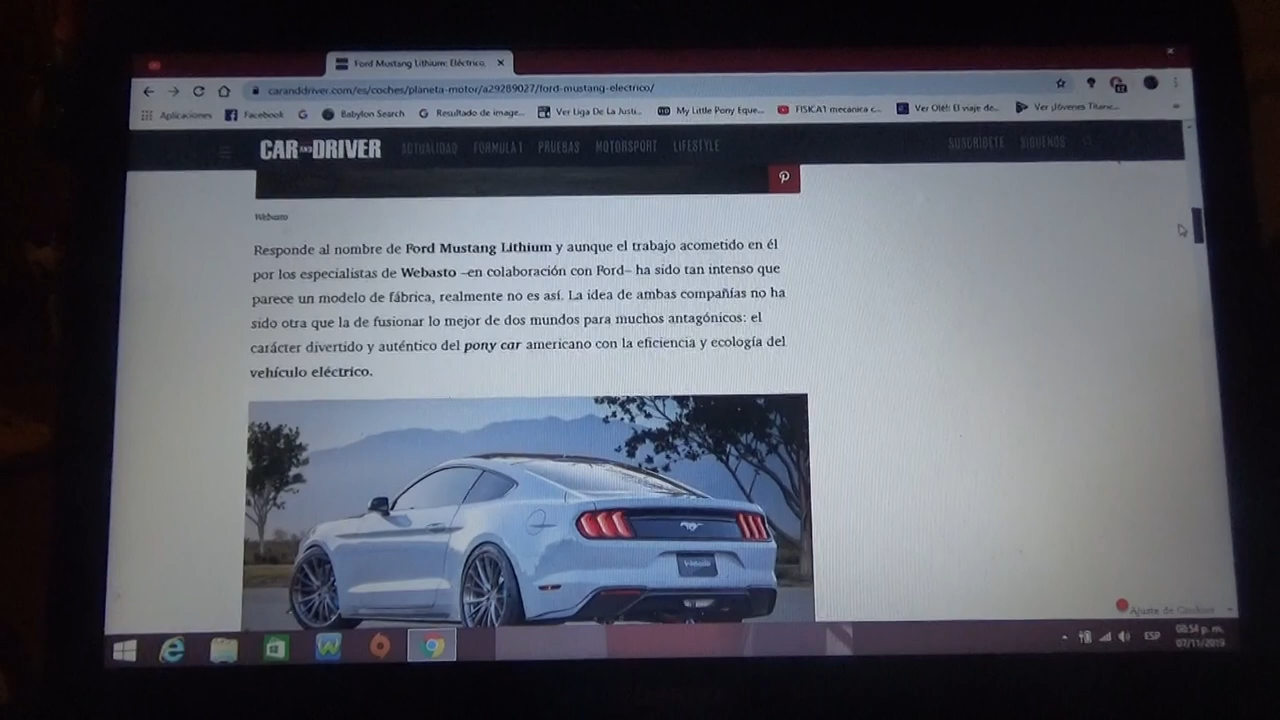 Ford Mustang Lithium: Eléctrico,
caranddriver.com/es/coches/planeta-motor/a29289027/ford-mustang-electrico/
Aplicaciones Facebook Babylon Search Resultado de image... Ver Liga De La Justi... My Little Pony Eque... FISICA1 mecanica c... Ver Olé!: El viaje de... Ver ¡Jóvenes Titane...
CAR AND DRIVER ACTUALIDAD FORMULA 1 PRUEBAS MOTORSPORT LIFESTYLE SUSCRÍBETE SÍGUENOS
Webasto
Responde al nombre de Ford Mustang Lithium y aunque el trabajo acometido en él
por los especialistas de Webasto –en colaboración con Ford– ha sido tan intenso que
parece un modelo de fábrica, realmente no es así. La idea de ambas compañías no ha
sido otra que la de fusionar lo mejor de dos mundos para muchos antagónicos: el
carácter divertido y auténtico del pony car americano con la eficiencia y ecología del
vehículo eléctrico.
Webasto
Ajuste de Cookies
ESP
08:54 p. m.
07/11/2019